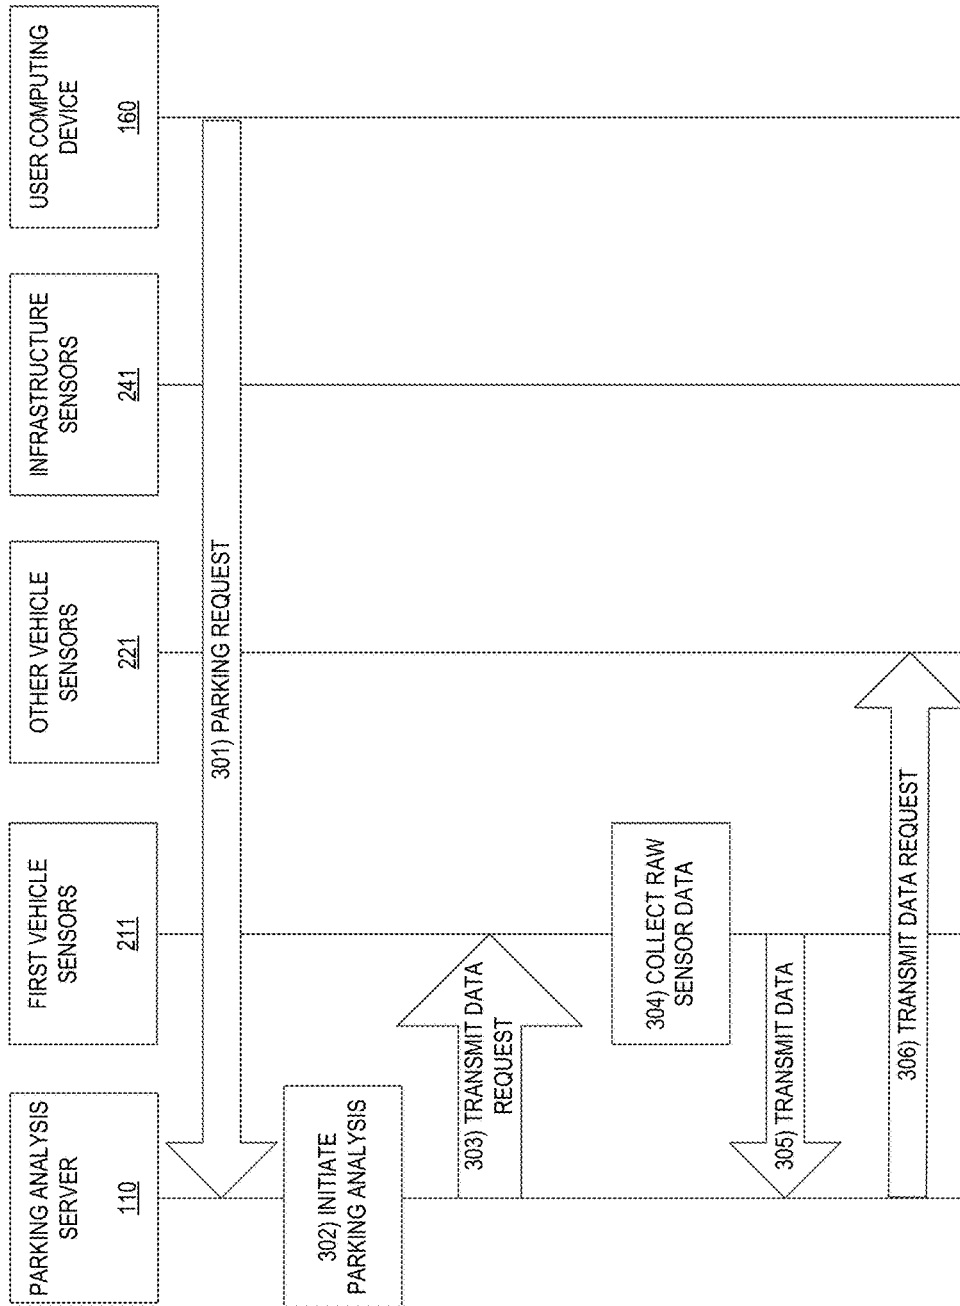 PARKING ANALYSIS
SERVER
110
FIRST VEHICLE
SENSORS
211
OTHER VEHICLE
SENSORS
221
INFRASTRUCTURE
SENSORS
241
USER COMPUTING
DEVICE
160
301) PARKING REQUEST
302) INITIATE
PARKING ANALYSIS
303) TRANSMIT DATA
REQUEST
304) COLLECT RAW
SENSOR DATA
305) TRANSMIT DATA
306) TRANSMIT DATA REQUEST